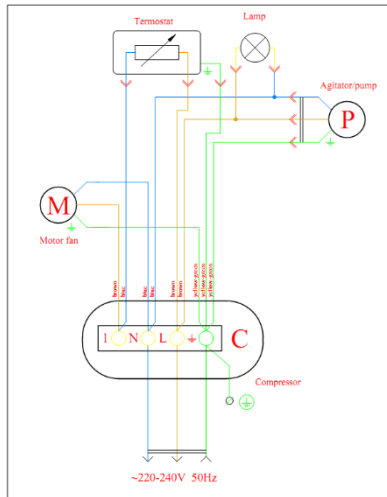 Termostat
Lamp
Agitator/pump
P
M
Motor fan
brown
blue
blue
brown
brown
yellow-green
yellow-green
yellow-green
1 N L C
Compressor
~220-240V 50Hz